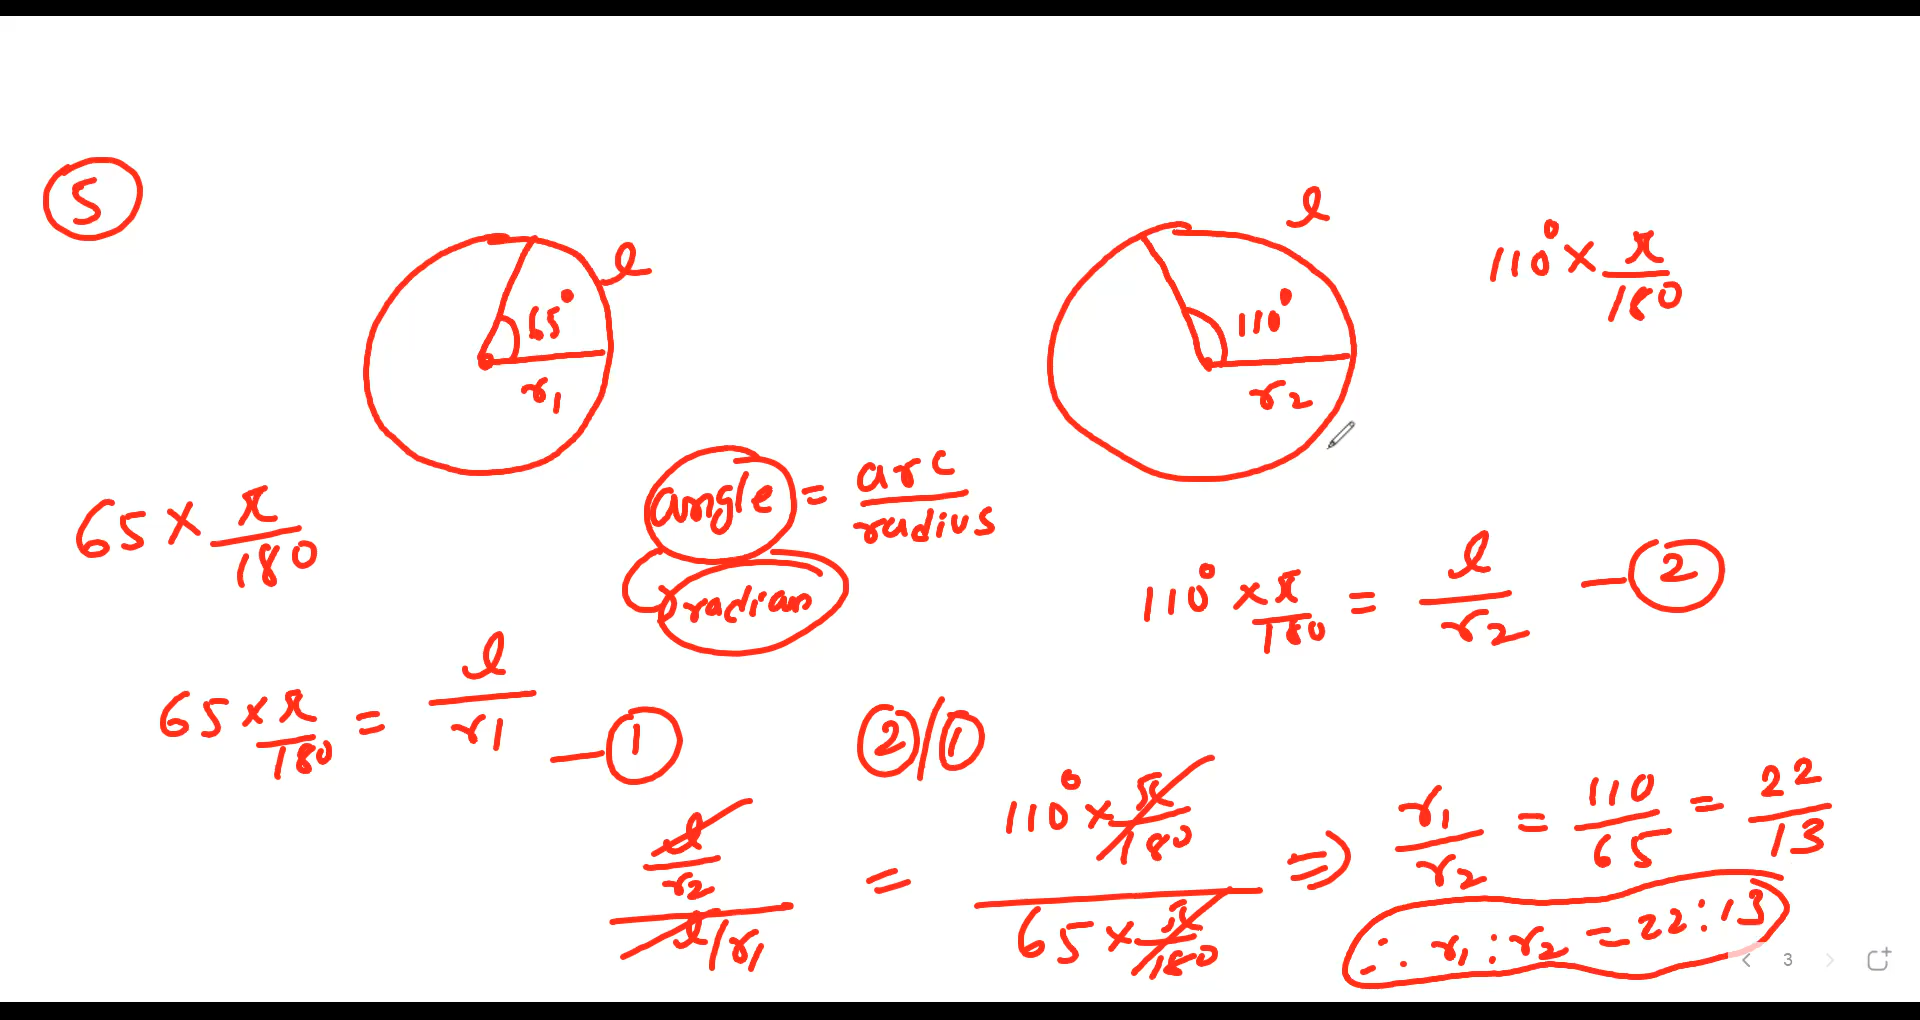 5
l
65°
r₁
l
110°
r₂
110° × π/180
65 × π/180
angle = arc/radius
radian
110° × π/180 = l/r₂ — 2
65 × π/180 = l/r₁ — 1
2/1
(l/r₂)/(l/r₁) = (110° × π/180)/(65 × π/180) ⇒ r₁/r₂ = 110/65 = 22/13
∴ r₁ : r₂ = 22 : 13
3